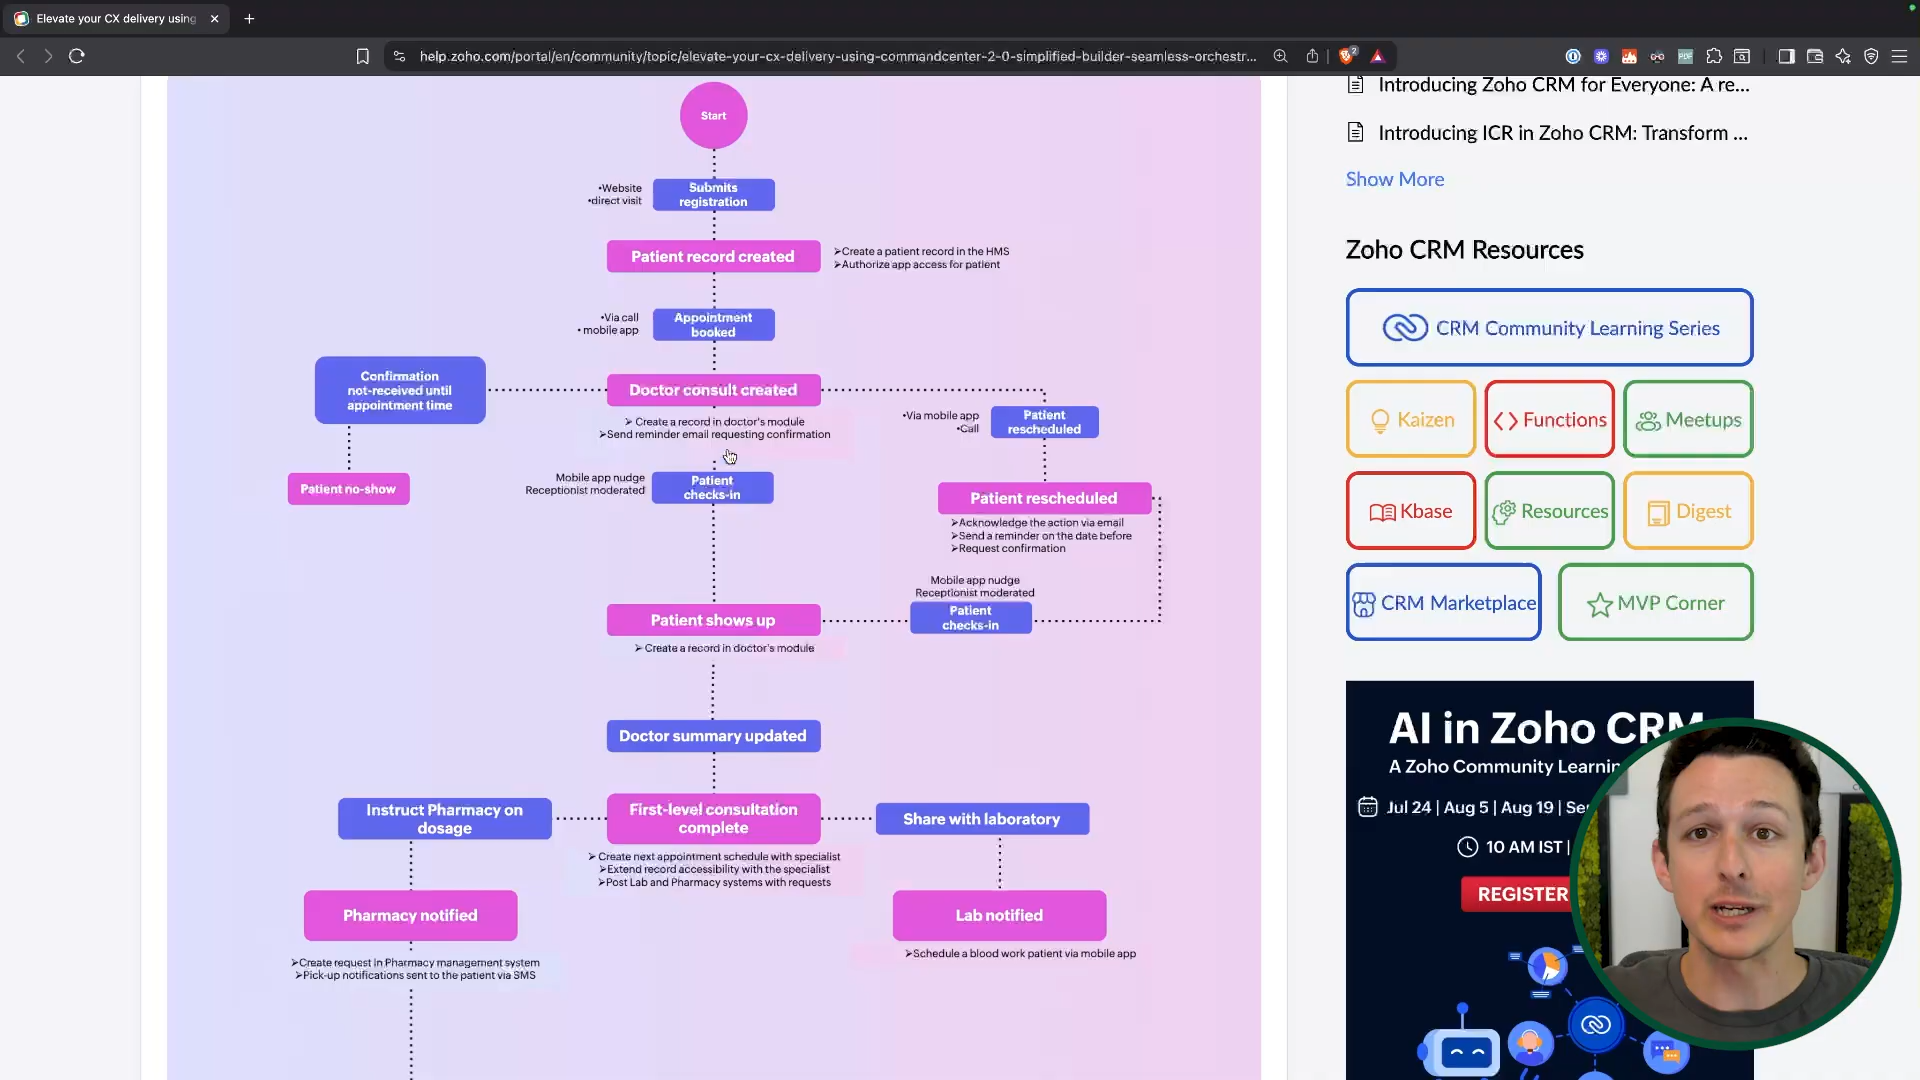 Elevate your CX delivery using
help.zoho.com/portal/en/community/topic/elevate-your-cx-delivery-using-commandcenter-2-0-simplified-builder-seamless-orchestr...
2
Start
•Website
•direct visit
Submits
registration
Patient record created
➢Create a patient record in the HMS
➢Authorize app access for patient
•Via call
• mobile app
Appointment
booked
Confirmation
not-received until
appointment time
Doctor consult created
➢ Create a record in doctor's module
➢Send reminder email requesting confirmation
•Via mobile app
•Call
Patient
rescheduled
Patient no-show
Mobile app nudge
Receptionist moderated
Patient
checks-in
Patient rescheduled
➢Acknowledge the action via email
➢Send a reminder on the date before
➢Request confirmation
Mobile app nudge
Receptionist moderated
Patient
checks-in
Patient shows up
➢ Create a record in doctor's module
Doctor summary updated
Instruct Pharmacy on
dosage
First-level consultation
complete
Share with laboratory
➢ Create next appointment schedule with specialist
➢Extend record accessibility with the specialist
➢Post Lab and Pharmacy systems with requests
Pharmacy notified
Lab notified
➢Create request in Pharmacy management system
➢Pick-up notifications sent to the patient via SMS
➢Schedule a blood work patient via mobile app
Introducing Zoho CRM for Everyone: A re...
Introducing ICR in Zoho CRM: Transform ...
Show More
Zoho CRM Resources
CRM Community Learning Series
Kaizen
Functions
Meetups
Kbase
Resources
Digest
CRM Marketplace
MVP Corner
AI in Zoho CRM
A Zoho Community Learnin
Jul 24 | Aug 5 | Aug 19 | Se
10 AM IST |
REGISTER